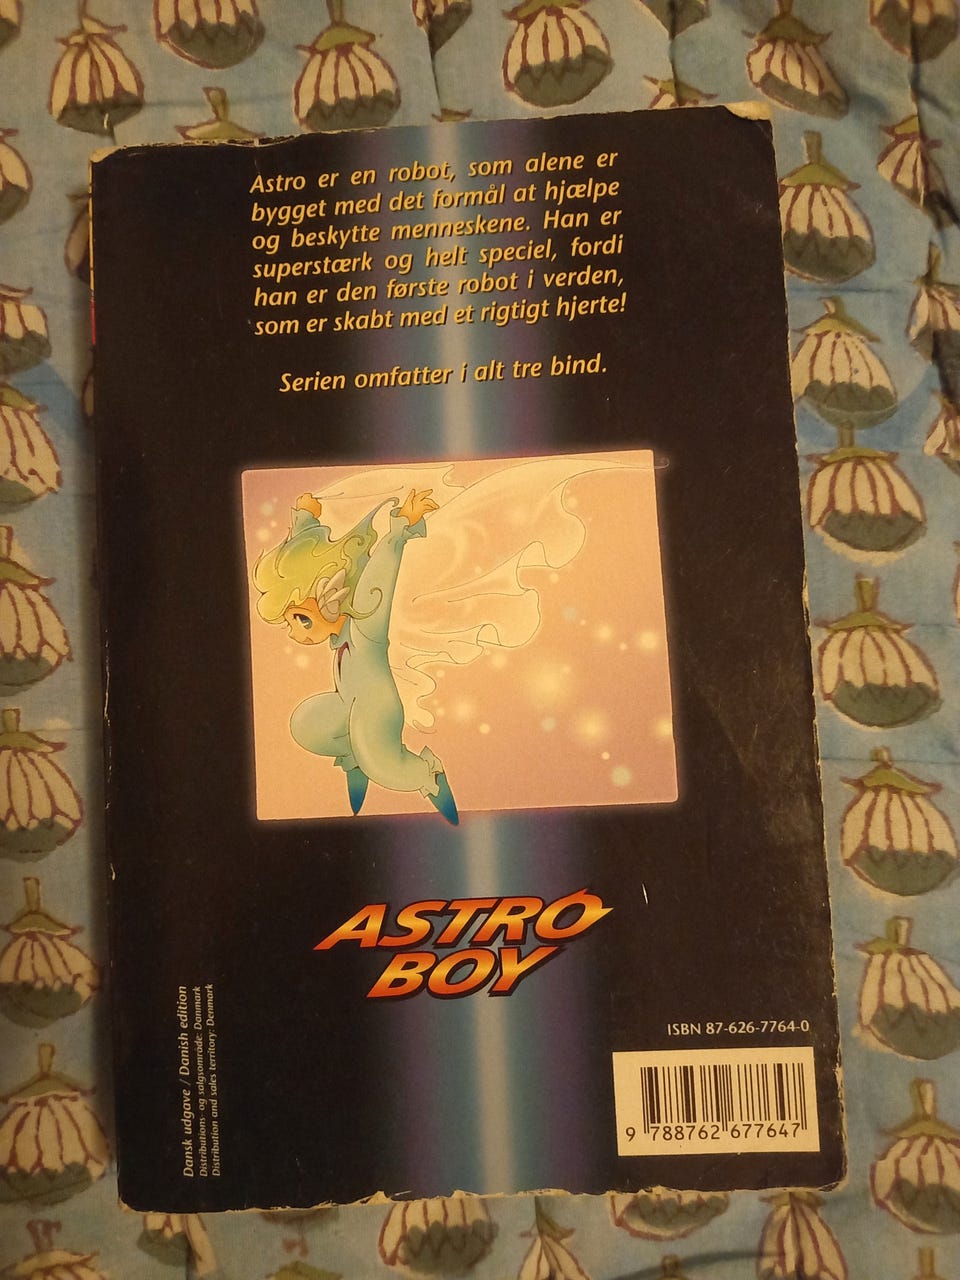 Astro er en robot, som alene er
bygget med det formål at hjælpe
og beskytte menneskene. Han er
superstærk og helt speciel, fordi
han er den første robot i verden,
som er skabt med et rigtigt hjerte!
Serien omfatter i alt tre bind.
ASTRO
BOY
Dansk udgave / Danish edition
Distributions- og salgsområde: Danmark
Distribution and sales territory: Denmark
ISBN 87-626-7764-0
9 788762 677647